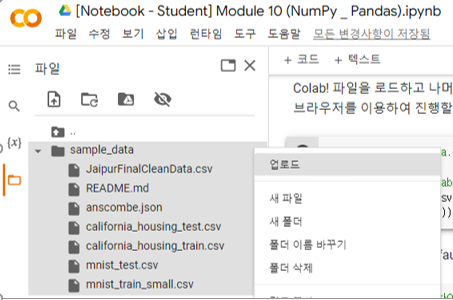 [Notebook - Student] Module 10 (NumPy _ Pandas).ipynb
파일 수정 보기 삽입 런타임 도구 도움말 모든 변경사항이 저장됨
파일
+ 코드 + 텍스트
Colab! 파일을 로드하고 나머
브라우저를 이용하여 진행할
{x}
..
sample_data
JaipurFinalCleanData.csv
README.md
anscombe.json
california_housing_test.csv
california_housing_train.csv
mnist_test.csv
mnist_train_small.csv
업로드
새 파일
새 폴더
폴더 이름 바꾸기
폴더 삭제